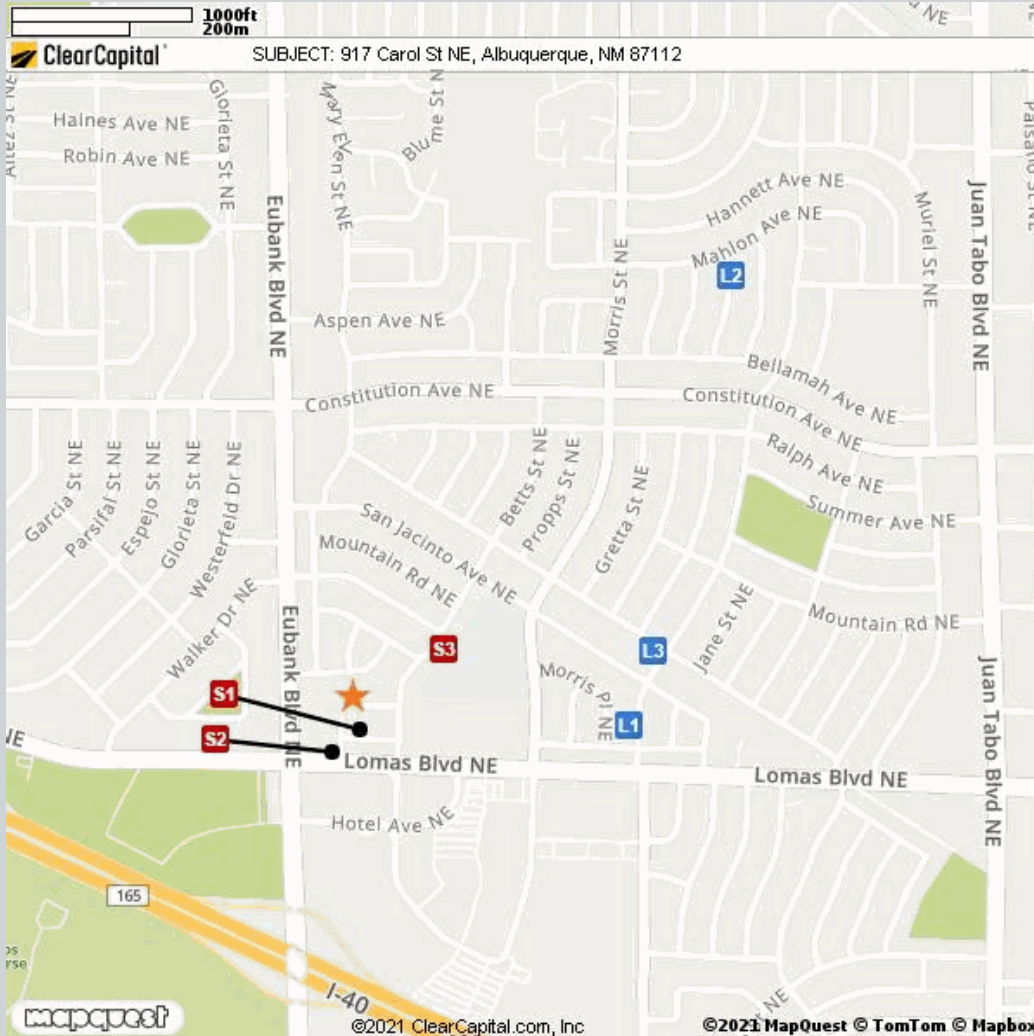 1000ft
200m
ClearCapital
SUBJECT: 917 Carol St NE, Albuquerque, NM 87112
NE
Haines Ave NE
Robin Ave NE
Glorieta St NE
Mary Ellen St NE
Blume St N
Eubank Blvd NE
Hannett Ave NE
Mahlon Ave NE
Muriel St NE
Juan Tabo Blvd NE
L2
Morris St NE
Aspen Ave NE
Bellamah Ave NE
Constitution Ave NE
Constitution Ave NE
Ralph Ave NE
Summer Ave NE
Garcia St NE
Parsifal St NE
Espejo St NE
Glorieta St NE
Westerfeld Dr NE
Betts St NE
Propps St NE
Gretta St NE
San Jacinto Ave NE
Mountain Rd NE
Walker Dr NE
Jane St NE
Mountain Rd NE
Eubank Blvd NE
S3
L3
Morris Pl NE
Juan Tabo Blvd NE
S1
S2
L1
NE
Lomas Blvd NE
Lomas Blvd NE
Hotel Ave NE
165
I-40
NE
mapquest
©2021 ClearCapital.com, Inc
©2021 MapQuest © TomTom © Mapbox